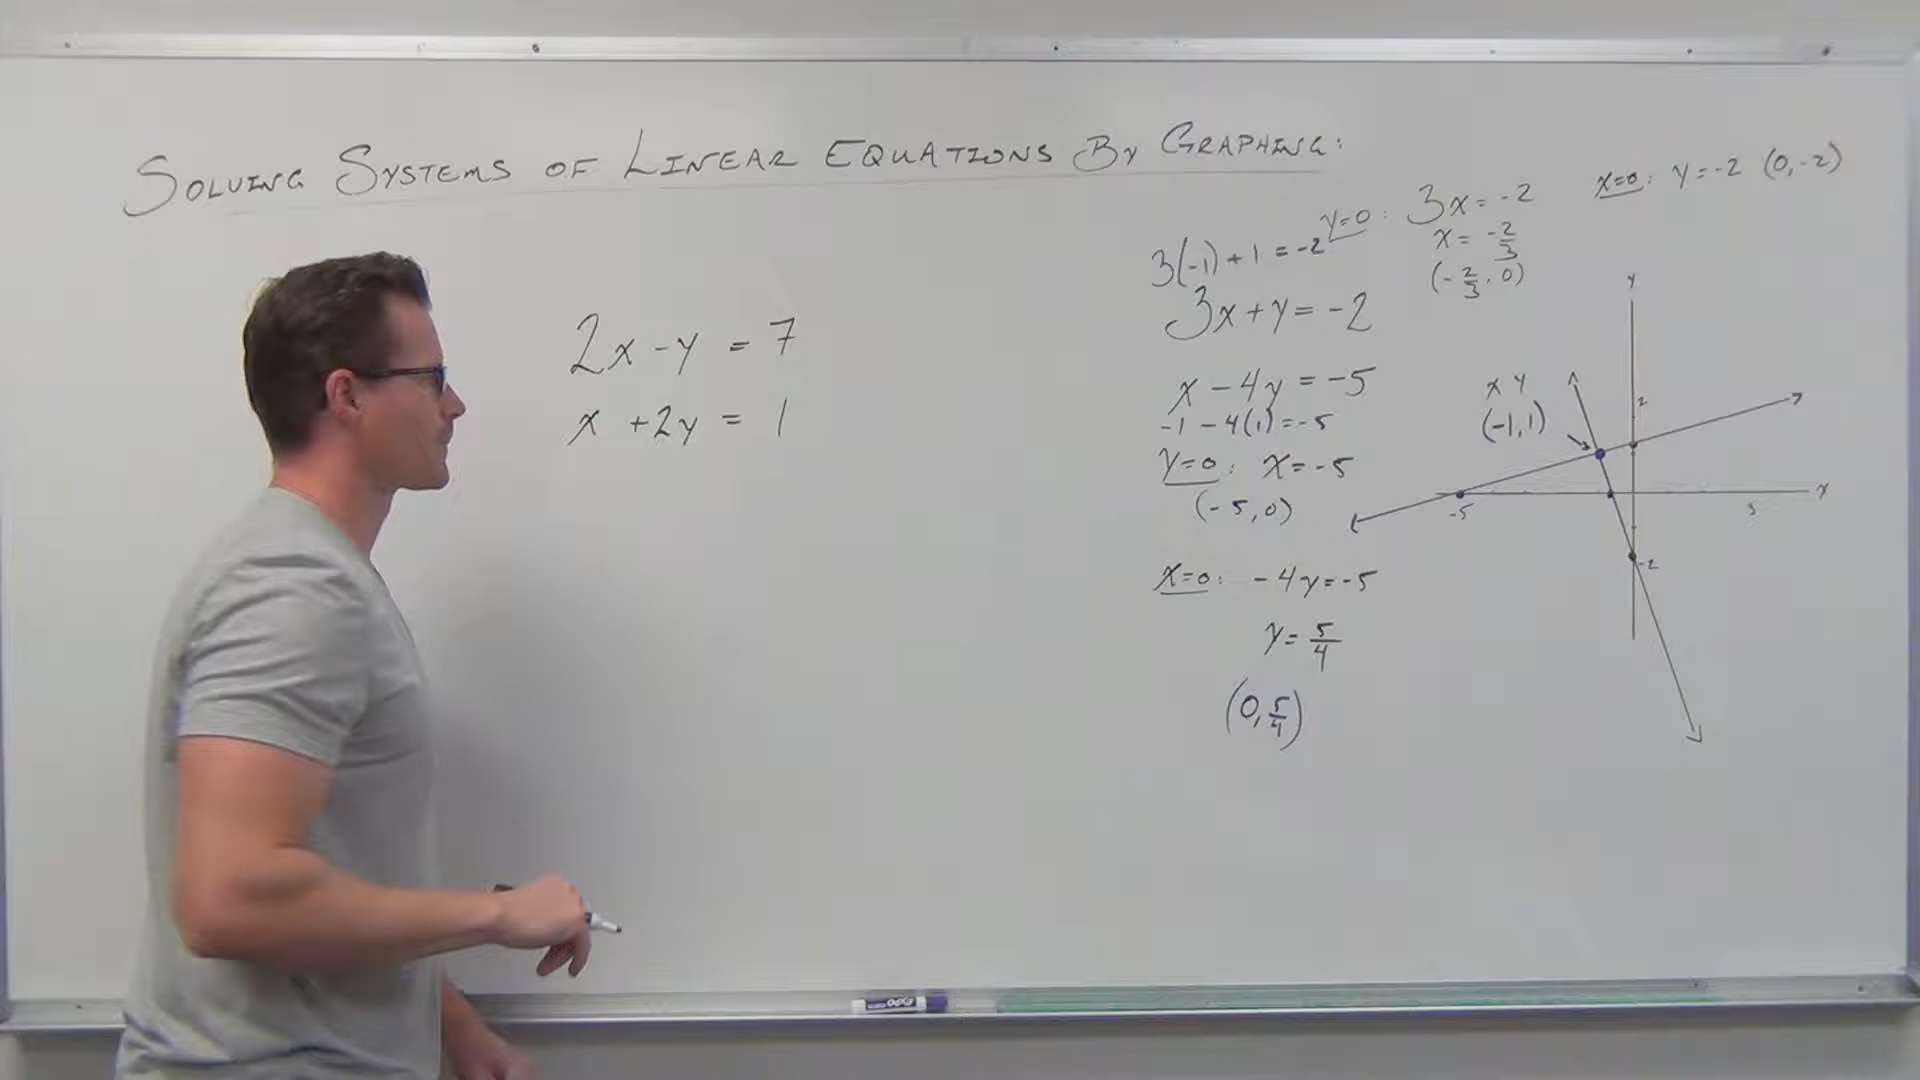 SOLVING SYSTEMS OF LINEAR EQUATIONS BY GRAPHING:
2x - y = 7
x + 2y = 1
3(-1) + 1 = -2
3x + y = -2
x - 4y = -5
-1 - 4(1) = -5
y=0: x = -5
(-5, 0)
x=0: -4y = -5
y = 5/4
(0, 5/4)
y=0: 3x = -2
x = -2/3
(-2/3, 0)
x=0: y = -2 (0, -2)
y
x y
(-1, 1)
2
x
-5
-2
EXPO